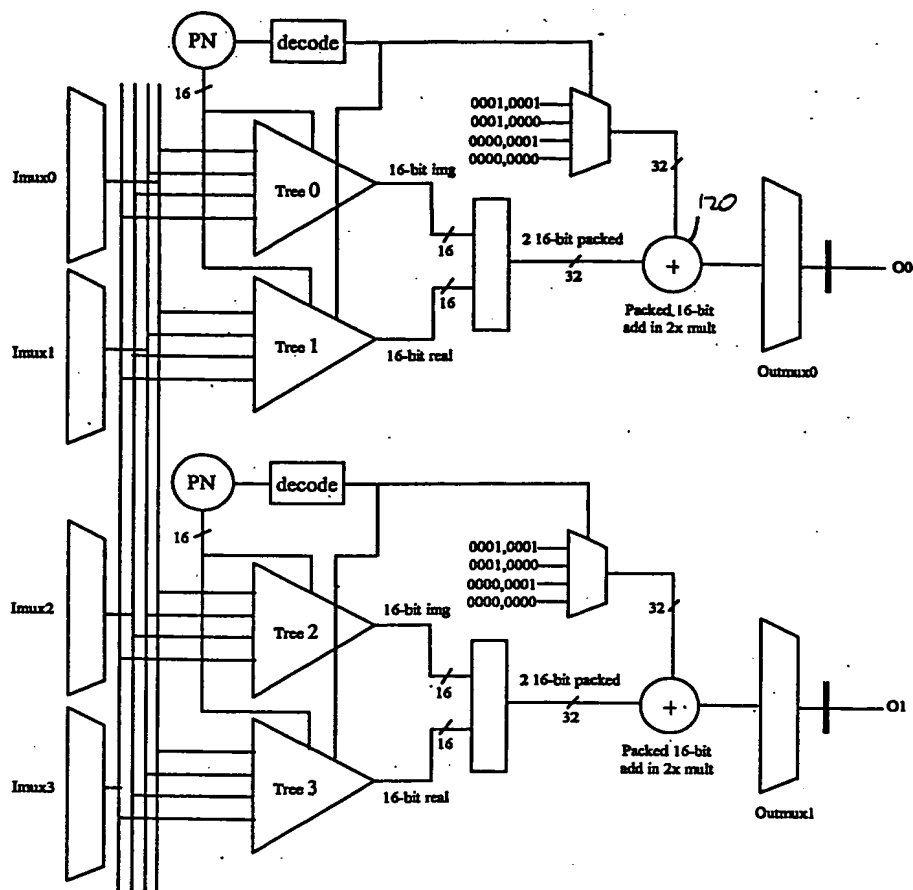 PN
decode
16
0001,0001
0001,0000
0000,0001
0000,0000
Imux0
Tree 0
16-bit img
32
120
16
2 16-bit packed
32
+
O0
16
Packed 16-bit
add in 2x mult
Imux1
Tree 1
16-bit real
Outmux0
PN
decode
16
0001,0001
0001,0000
0000,0001
0000,0000
Imux2
Tree 2
16-bit img
32
16
2 16-bit packed
32
+
O1
16
Packed 16-bit
add in 2x mult
Imux3
Tree 3
16-bit real
Outmux1